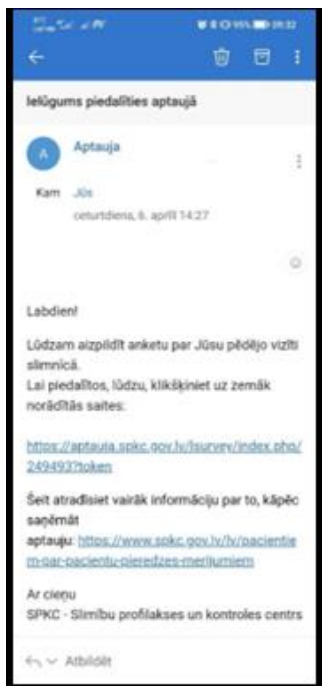 95% 09:32
Ielūgums piedalīties aptaujā
A
Aptauja
Kam Jūs
ceturtdiena, 6. aprīlī 14:27
Labdien!
Lūdzam aizpildīt anketu par Jūsu pēdējo vizīti
slimnīcā.
Lai piedalītos, lūdzu, klikšķiniet uz zemāk
norādītās saites:
https://aptauja.spkc.gov.lv/lsurvey/index.php/
249493?token
Šeit atradīsiet vairāk informāciju par to, kāpēc
saņēmāt
aptauju: https://www.spkc.gov.lv/lv/pacientie
m-par-pacientu-pieredzes-merijumiem
Ar cieņu
SPKC - Slimību profilakses un kontroles centrs
Atbildēt